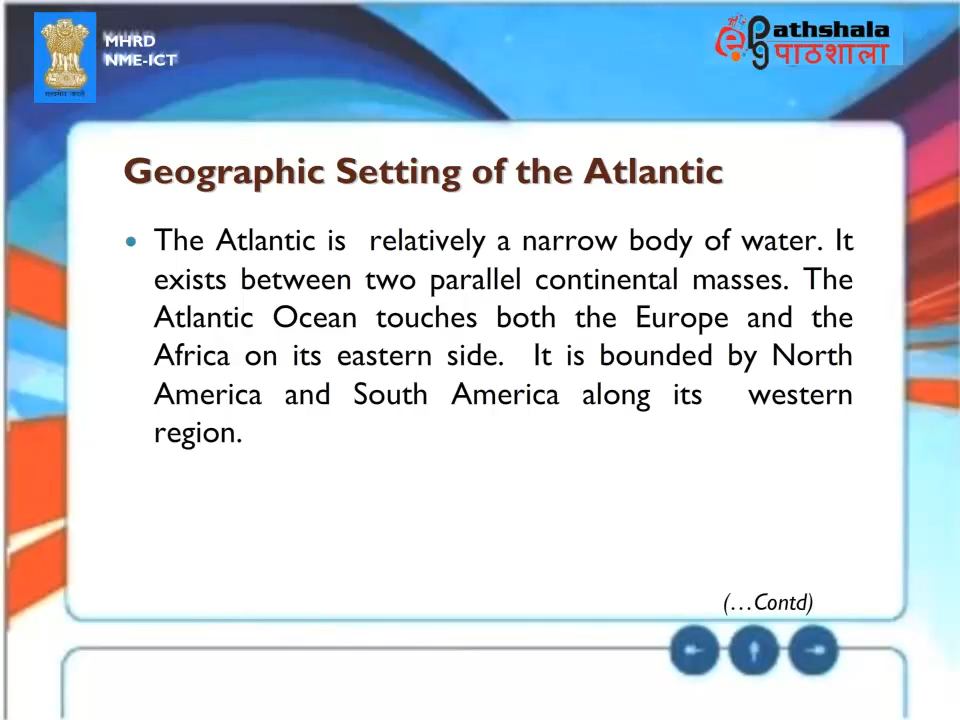 MHRD
NME-ICT
Pathshala
पाठशाला
Geographic Setting of the Atlantic
• The Atlantic is relatively a narrow body of water. It
exists between two parallel continental masses. The
Atlantic Ocean touches both the Europe and the
Africa on its eastern side. It is bounded by North
America and South America along its western
region.
(...Contd)